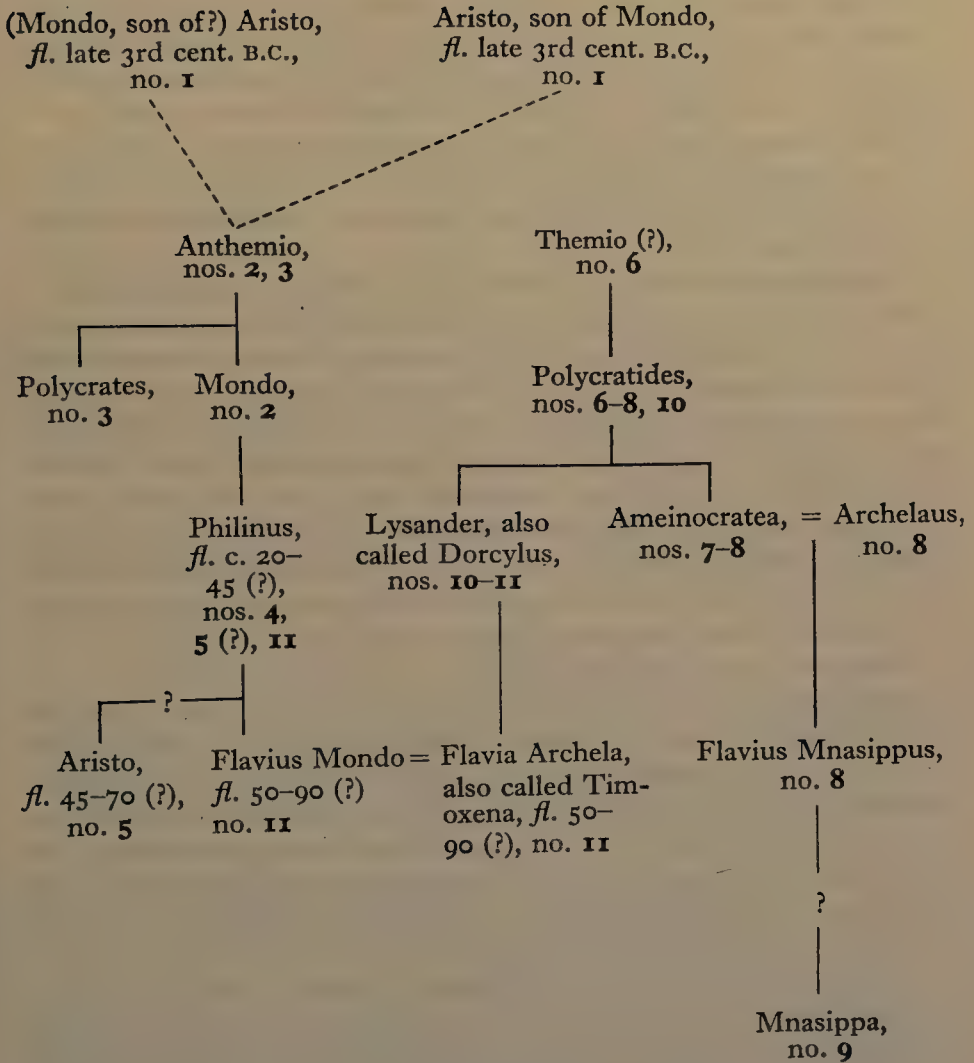 (Mondo, son of?) Aristo,
fl. late 3rd cent. B.C.,
no. 1
Aristo, son of Mondo,
fl. late 3rd cent. B.C.,
no. 1
Anthemio,
nos. 2, 3
Themio (?),
no. 6
Polycrates,
no. 3
Mondo,
no. 2
Polycratides,
nos. 6–8, 10
Philinus,
fl. c. 20–
45 (?),
nos. 4,
5 (?), 11
Lysander, also
called Dorcylus,
nos. 10–11
Ameinocratea,
nos. 7–8
=
Archelaus,
no. 8
?
Aristo,
fl. 45–70 (?),
no. 5
Flavius Mondo
fl. 50–90 (?)
no. 11
=
Flavia Archela,
also called Tim-
oxena, fl. 50–
90 (?), no. 11
Flavius Mnasippus,
no. 8
?
Mnasippa,
no. 9